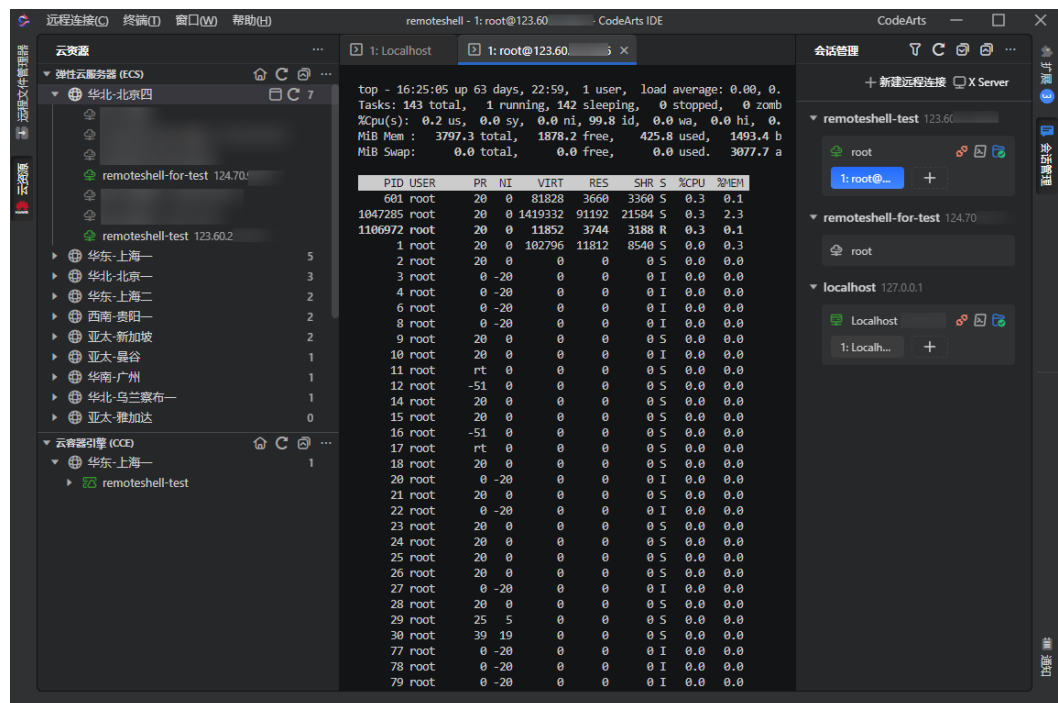 远程连接(C) 终端(T) 窗口(W) 帮助(H) remoteshell - 1: root@123.60 - CodeArts IDE CodeArts
远程文件管理器
云资源
云资源
弹性云服务器 (ECS)
华北-北京四 7
remoteshell-for-test 124.70.
remoteshell-test 123.60.2
华东-上海一 5
华北-北京一 3
华东-上海二 2
西南-贵阳一 2
亚太-新加坡 2
亚太-曼谷 1
华南-广州 1
华北-乌兰察布一 1
亚太-雅加达 0
云容器引擎 (CCE)
华东-上海一 1
remoteshell-test
1: Localhost 1: root@123.60. 5
top - 16:25:05 up 63 days, 22:59, 1 user, load average: 0.00, 0.
Tasks: 143 total, 1 running, 142 sleeping, 0 stopped, 0 zomb
%Cpu(s): 0.2 us, 0.0 sy, 0.0 ni, 99.8 id, 0.0 wa, 0.0 hi, 0.
MiB Mem : 3797.3 total, 1878.2 free, 425.8 used, 1493.4 b
MiB Swap: 0.0 total, 0.0 free, 0.0 used. 3077.7 a
PID USER PR NI VIRT RES SHR S %CPU %MEM
601 root 20 0 81828 3660 3360 S 0.3 0.1
1047285 root 20 0 1419332 91192 21584 S 0.3 2.3
1106972 root 20 0 11852 3744 3188 R 0.3 0.1
1 root 20 0 102796 11812 8540 S 0.0 0.3
2 root 20 0 0 0 0 S 0.0 0.0
3 root 0 -20 0 0 0 I 0.0 0.0
4 root 0 -20 0 0 0 I 0.0 0.0
6 root 0 -20 0 0 0 I 0.0 0.0
8 root 0 -20 0 0 0 I 0.0 0.0
9 root 20 0 0 0 0 S 0.0 0.0
10 root 20 0 0 0 0 I 0.0 0.0
11 root rt 0 0 0 0 S 0.0 0.0
12 root -51 0 0 0 0 S 0.0 0.0
14 root 20 0 0 0 0 S 0.0 0.0
15 root 20 0 0 0 0 S 0.0 0.0
16 root -51 0 0 0 0 S 0.0 0.0
17 root rt 0 0 0 0 S 0.0 0.0
18 root 20 0 0 0 0 S 0.0 0.0
20 root 0 -20 0 0 0 I 0.0 0.0
21 root 20 0 0 0 0 S 0.0 0.0
22 root 0 -20 0 0 0 I 0.0 0.0
23 root 20 0 0 0 0 S 0.0 0.0
24 root 20 0 0 0 0 S 0.0 0.0
25 root 20 0 0 0 0 S 0.0 0.0
26 root 20 0 0 0 0 S 0.0 0.0
27 root 0 -20 0 0 0 I 0.0 0.0
28 root 20 0 0 0 0 S 0.0 0.0
29 root 25 5 0 0 0 S 0.0 0.0
30 root 39 19 0 0 0 S 0.0 0.0
77 root 0 -20 0 0 0 I 0.0 0.0
78 root 0 -20 0 0 0 I 0.0 0.0
79 root 0 -20 0 0 0 I 0.0 0.0
会话管理
新建远程连接 X Server
remoteshell-test 123.60
root
1: root@... +
remoteshell-for-test 124.70
root
localhost 127.0.0.1
Localhost
1: Localh... +
扩展 3
会话管理
通知